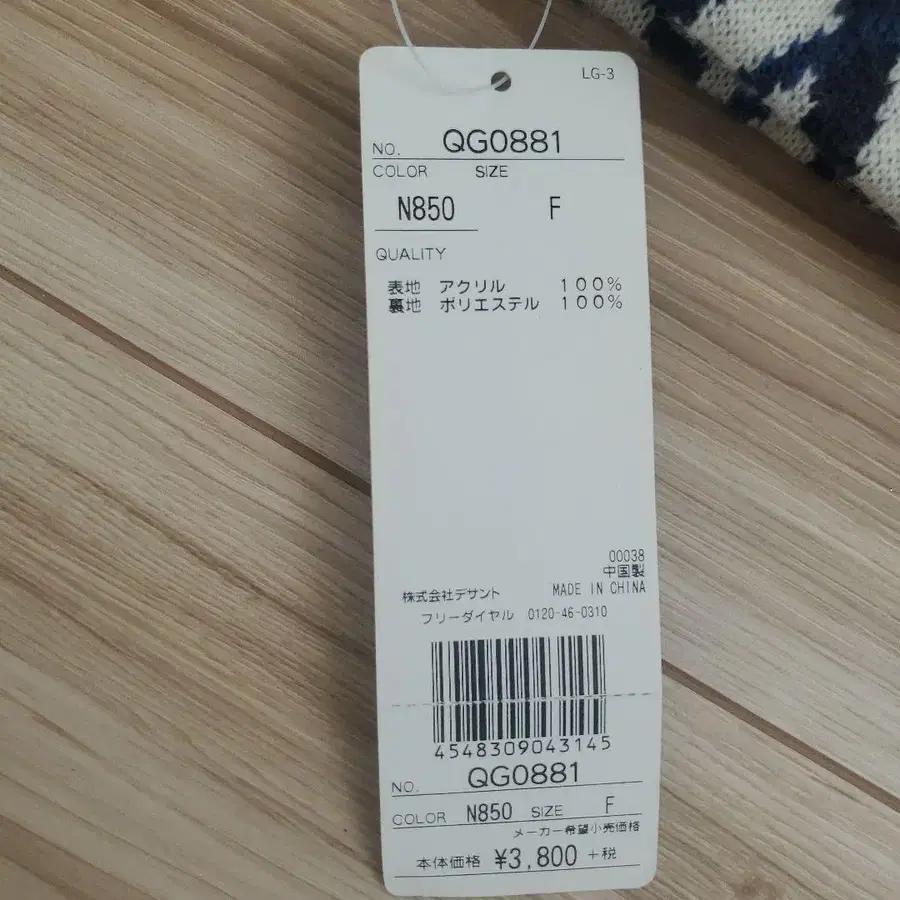 LG-3
NO. QG0881
COLOR SIZE
N850 F
QUALITY
表地 アクリル 100%
裏地 ポリエステル 100%
00038
中国製
株式会社デサント MADE IN CHINA
フリーダイヤル 0120-46-0310
4548309043145
NO. QG0881
COLOR N850 SIZE F
メーカー希望小売価格
本体価格 ¥3,800 +税